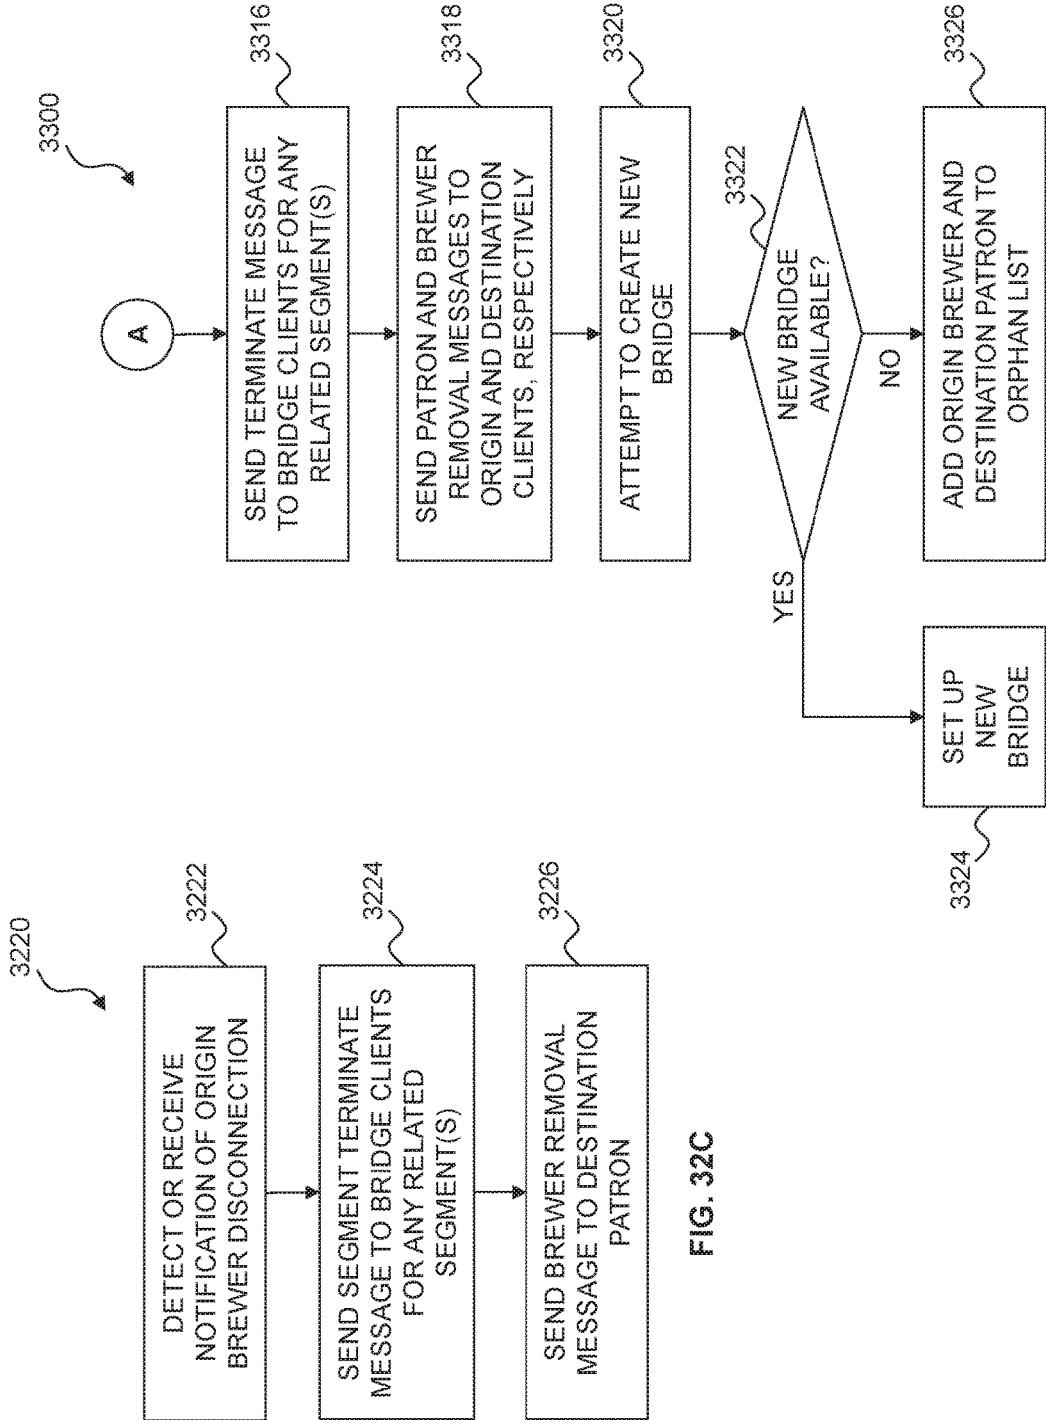 3220
DETECT OR RECEIVE
NOTIFICATION OF ORIGIN
BREWER DISCONNECTION
3222
SEND SEGMENT TERMINATE
MESSAGE TO BRIDGE CLIENTS
FOR ANY RELATED
SEGMENT(S)
3224
SEND BREWER REMOVAL
MESSAGE TO DESTINATION
PATRON
3226
FIG. 32C
3300
A
SEND TERMINATE MESSAGE
TO BRIDGE CLIENTS FOR ANY
RELATED SEGMENT(S)
3316
SEND PATRON AND BREWER
REMOVAL MESSAGES TO
ORIGIN AND DESTINATION
CLIENTS, RESPECTIVELY
3318
ATTEMPT TO CREATE NEW
BRIDGE
3320
NEW BRIDGE
AVAILABLE?
3322
YES
NO
SET UP
NEW
BRIDGE
3324
ADD ORIGIN BREWER AND
DESTINATION PATRON TO
ORPHAN LIST
3326